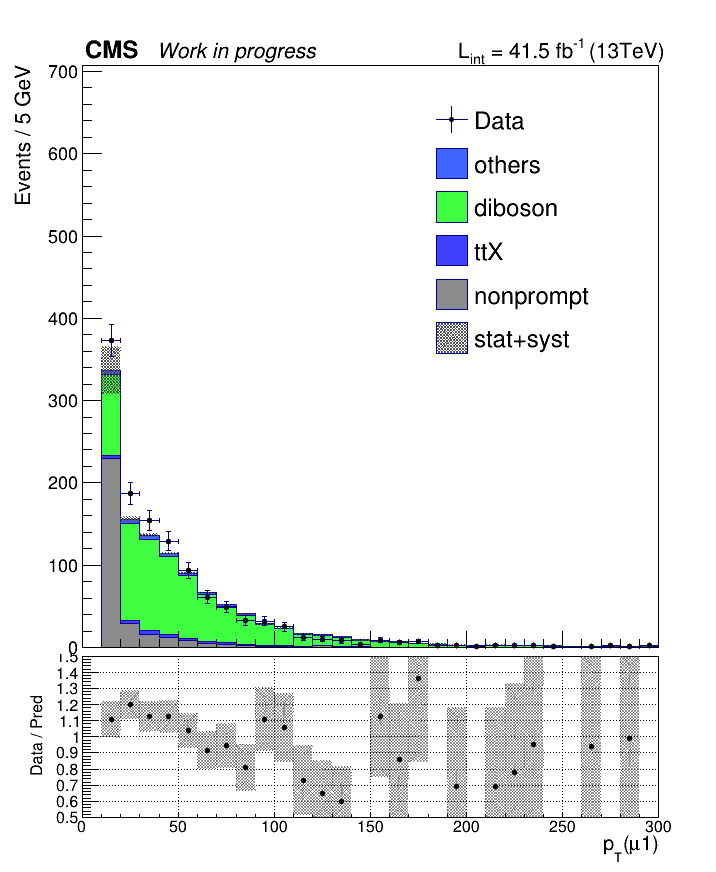 CMS Work in progress L_int = 41.5 fb⁻¹ (13TeV)
Events / 5 GeV
700
600
500
400
300
200
100
0
Data
others
diboson
ttX
nonprompt
stat+syst
Data / Pred
1.5
1.4
1.3
1.2
1.1
1
0.9
0.8
0.7
0.6
0.5
0 50 100 150 200 250 300
p_T(μ1)